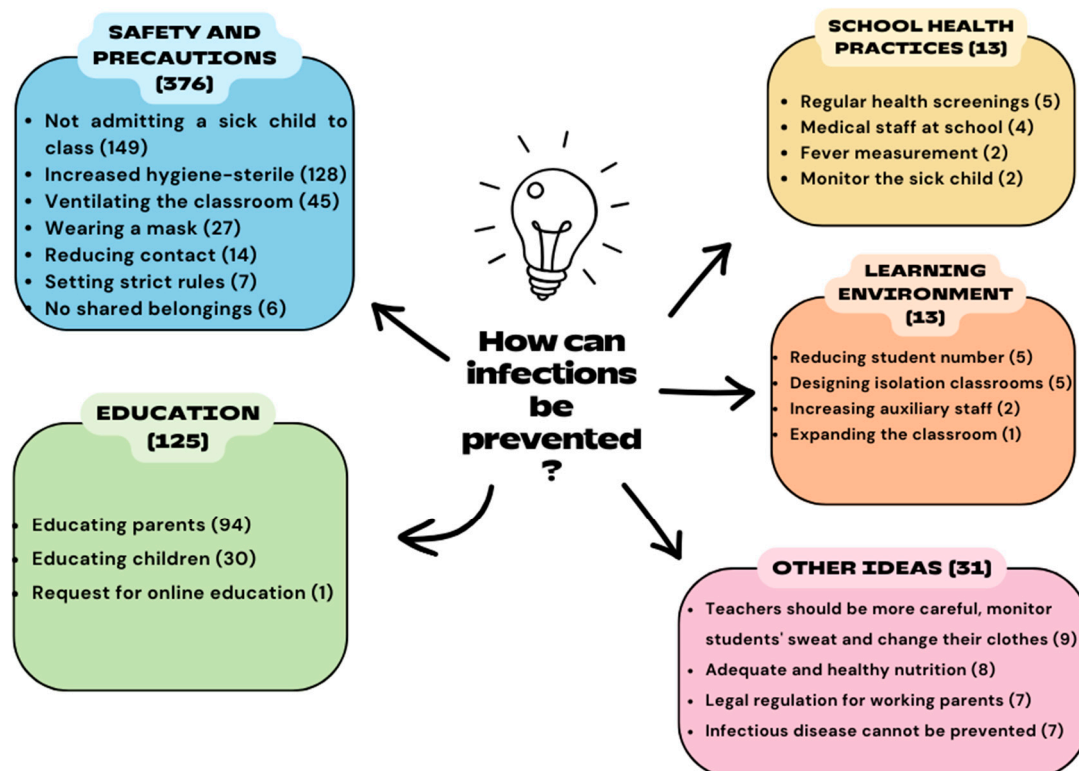 SAFETY AND
PRECAUTIONS
(376)
• Not admitting a sick child to
class (149)
• Increased hygiene-sterile (128)
• Ventilating the classroom (45)
• Wearing a mask (27)
• Reducing contact (14)
• Setting strict rules (7)
• No shared belongings (6)
SCHOOL HEALTH
PRACTICES (13)
• Regular health screenings (5)
• Medical staff at school (4)
• Fever measurement (2)
• Monitor the sick child (2)
How can
infections
be
prevented
?
LEARNING
ENVIRONMENT
(13)
• Reducing student number (5)
• Designing isolation classrooms (5)
• Increasing auxiliary staff (2)
• Expanding the classroom (1)
EDUCATION
(125)
• Educating parents (94)
• Educating children (30)
• Request for online education (1)
OTHER IDEAS (31)
• Teachers should be more careful, monitor
students' sweat and change their clothes (9)
• Adequate and healthy nutrition (8)
• Legal regulation for working parents (7)
• Infectious disease cannot be prevented (7)